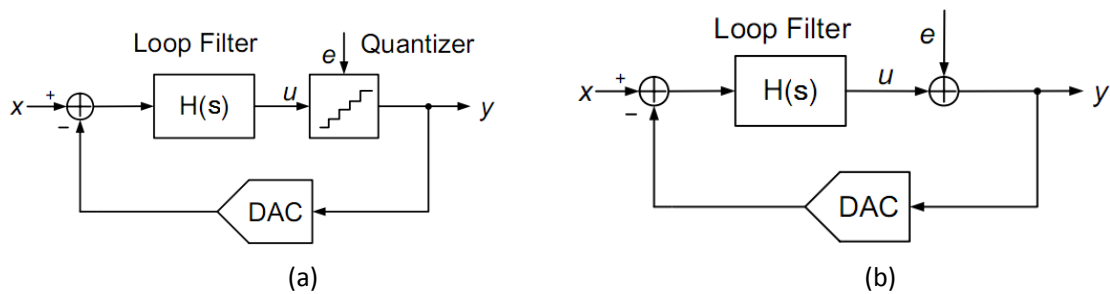 Loop Filter
Quantizer
e
x
+
−
H(s)
u
y
DAC
(a)
Loop Filter
e
x
+
−
H(s)
u
y
DAC
(b)